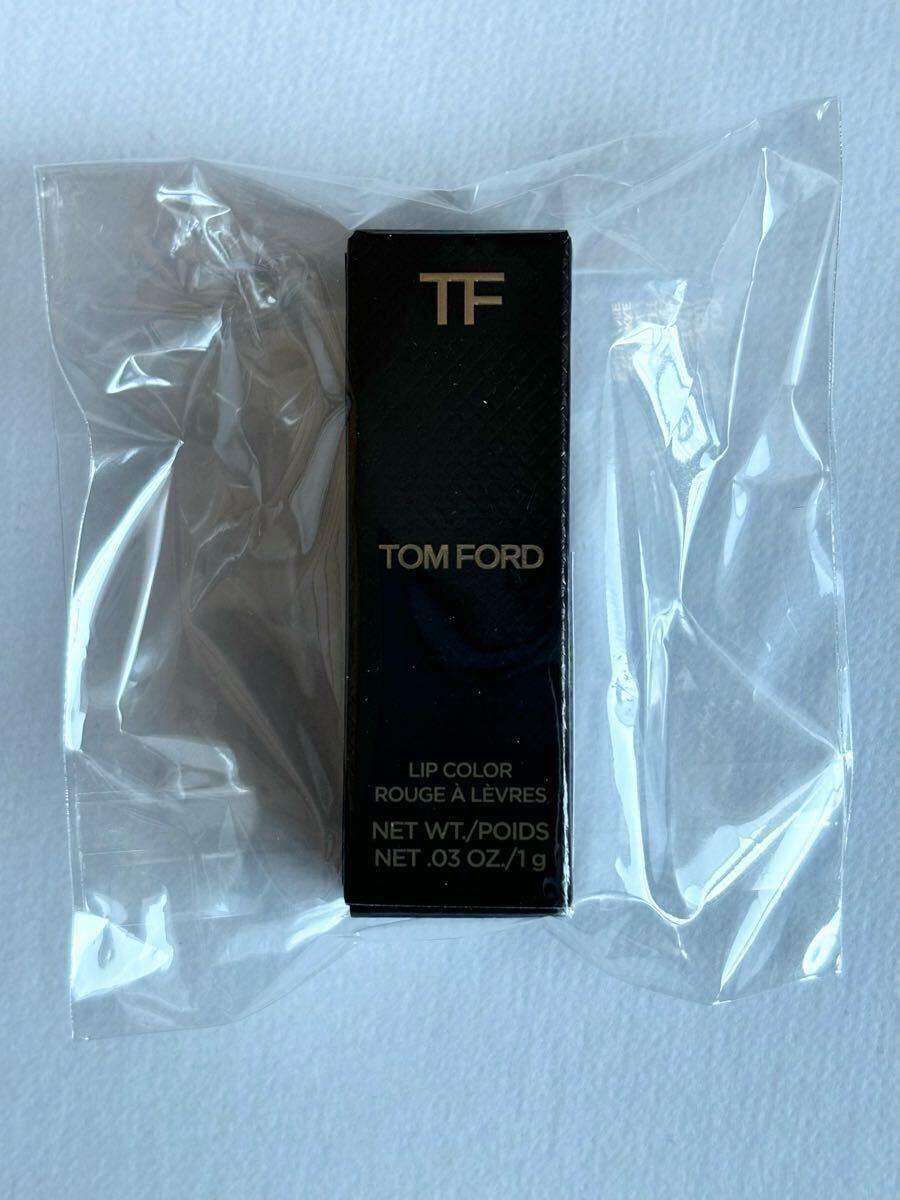 TF
TOM FORD
LIP COLOR
ROUGE À LÈVRES
NET WT./POIDS
NET .03 OZ./1 g